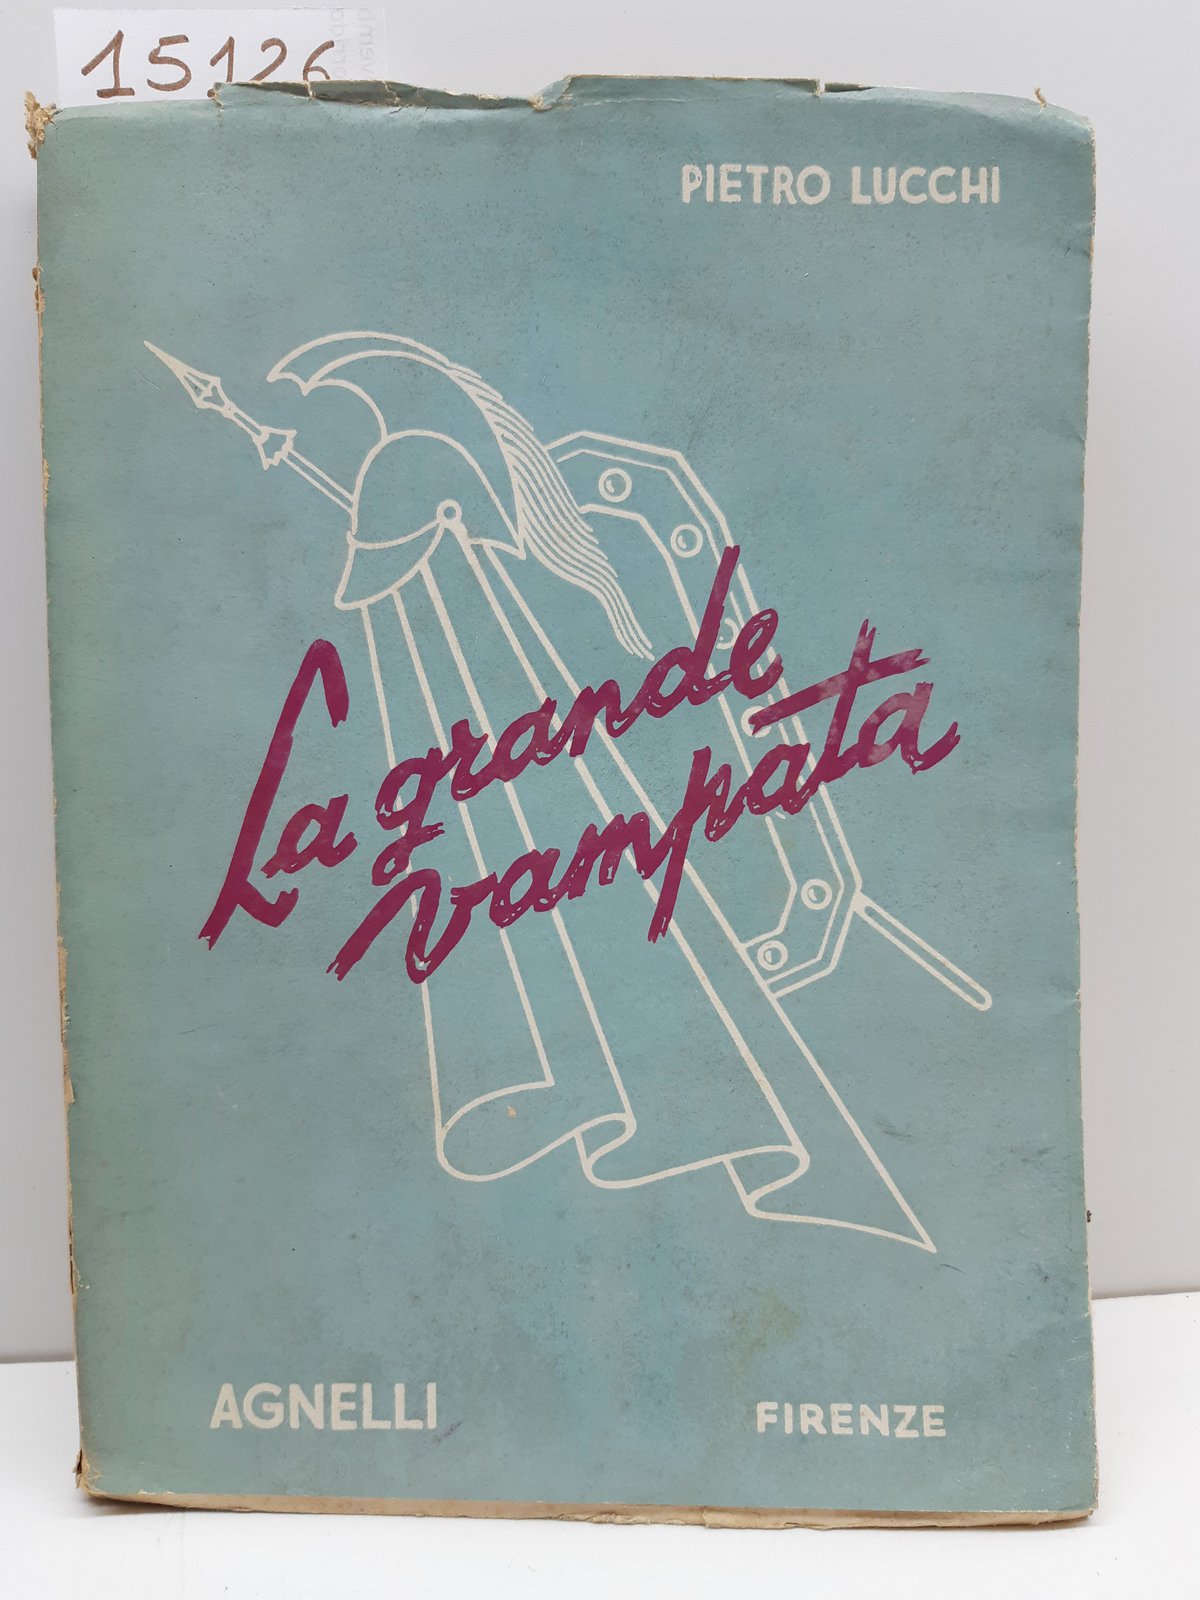 15126
PIETRO LUCCHI
La grande
vampata
AGNELLI
FIRENZE